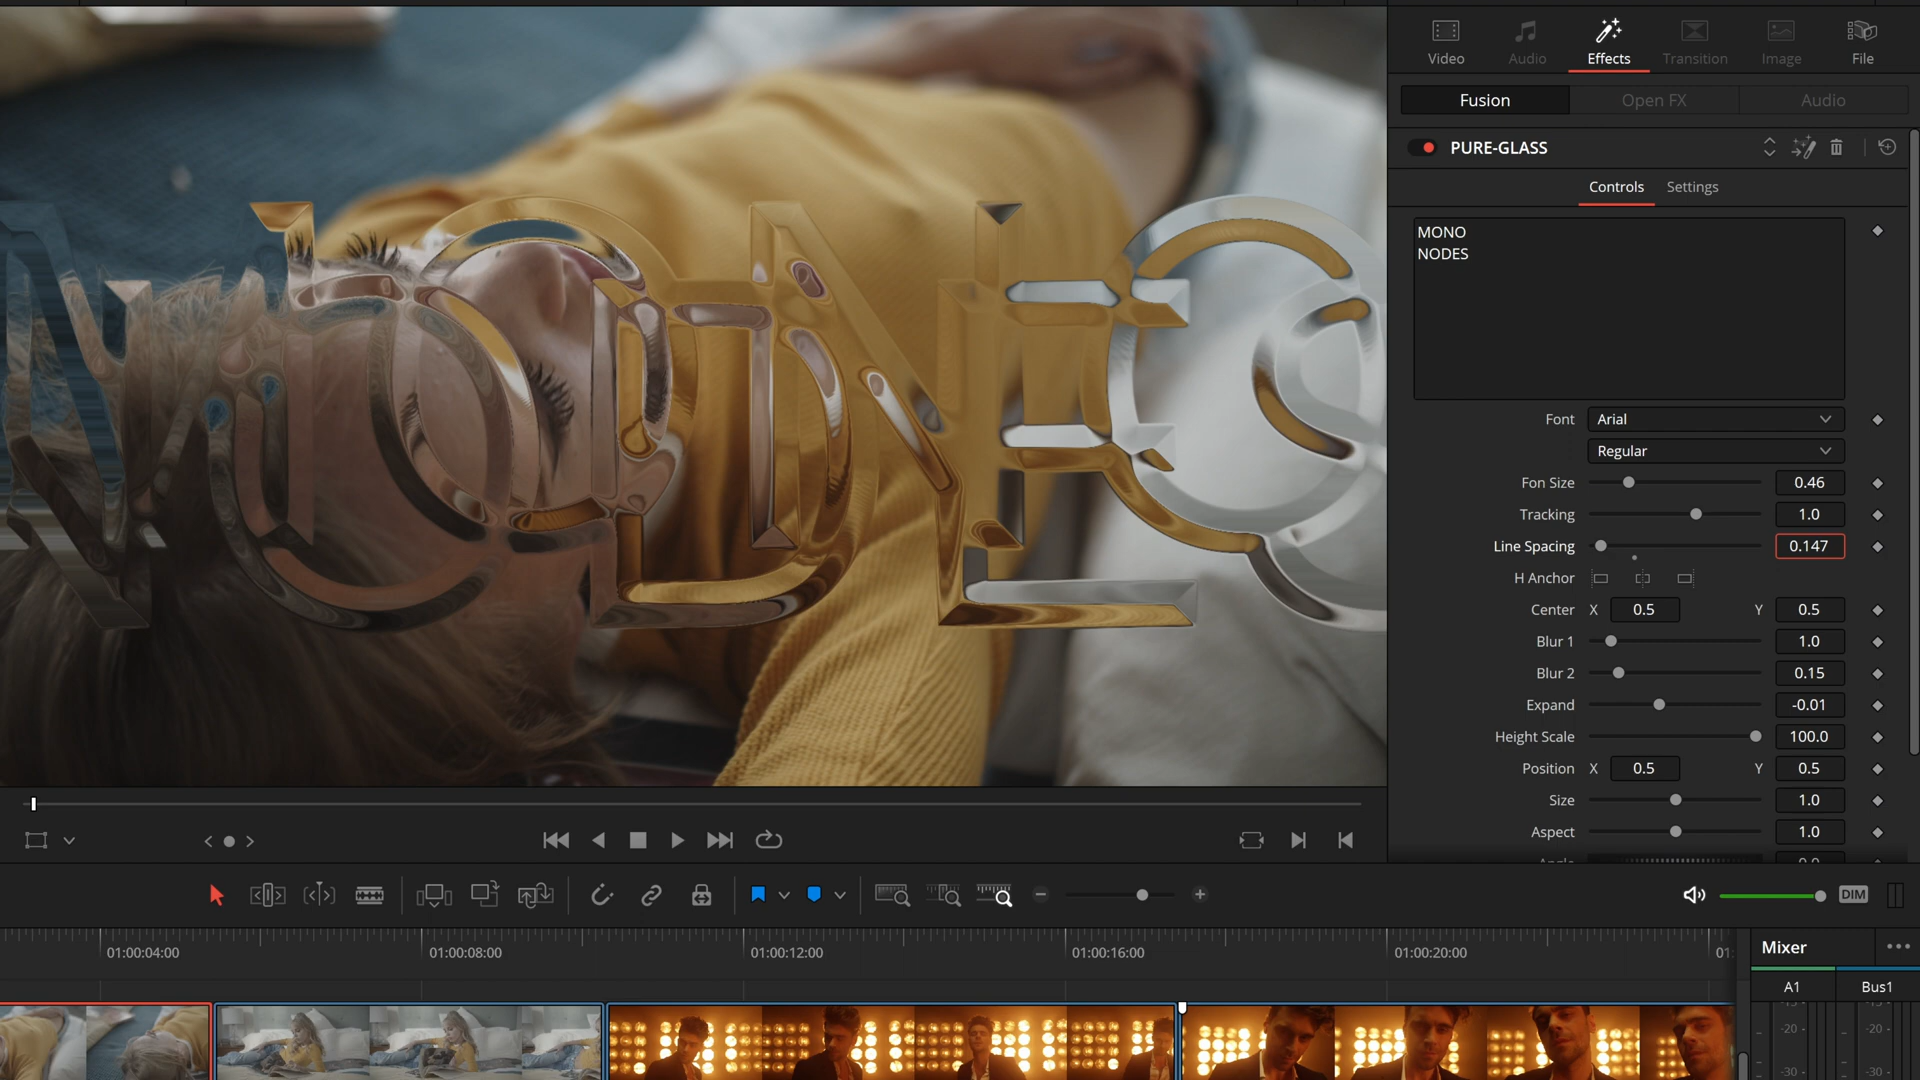 Video
Audio
Effects
Transition
Image
File
Fusion
Open FX
Audio
PURE-GLASS
Controls
Settings
MONO
NODES
Font
Arial
Regular
Fon Size
0.46
Tracking
1.0
Line Spacing
0.147
H Anchor
Center
X
0.5
Y
0.5
Blur 1
1.0
Blur 2
0.15
Expand
-0.01
Height Scale
100.0
Position
X
0.5
Y
0.5
Size
1.0
Aspect
1.0
DIM
01:00:04:00
01:00:08:00
01:00:12:00
01:00:16:00
01:00:20:00
Mixer
A1
Bus1
-20
-20
-30
-30